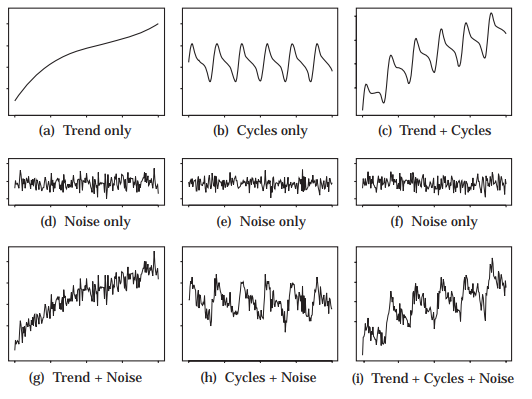 (a) Trend only
(b) Cycles only
(c) Trend + Cycles
(d) Noise only
(e) Noise only
(f) Noise only
(g) Trend + Noise
(h) Cycles + Noise
(i) Trend + Cycles + Noise